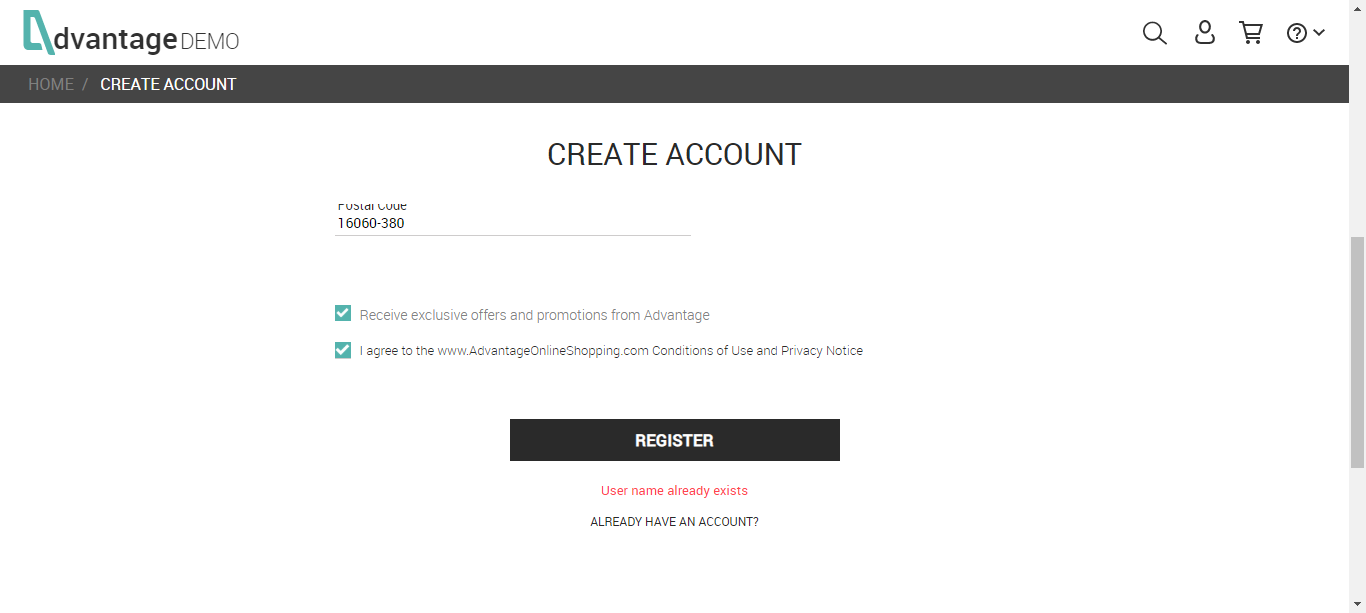 dvantage DEMO
HOME / CREATE ACCOUNT
CREATE ACCOUNT
Postal Code
16060-380
Receive exclusive offers and promotions from Advantage
I agree to the www.AdvantageOnlineShopping.com Conditions of Use and Privacy Notice
REGISTER
User name already exists
ALREADY HAVE AN ACCOUNT?